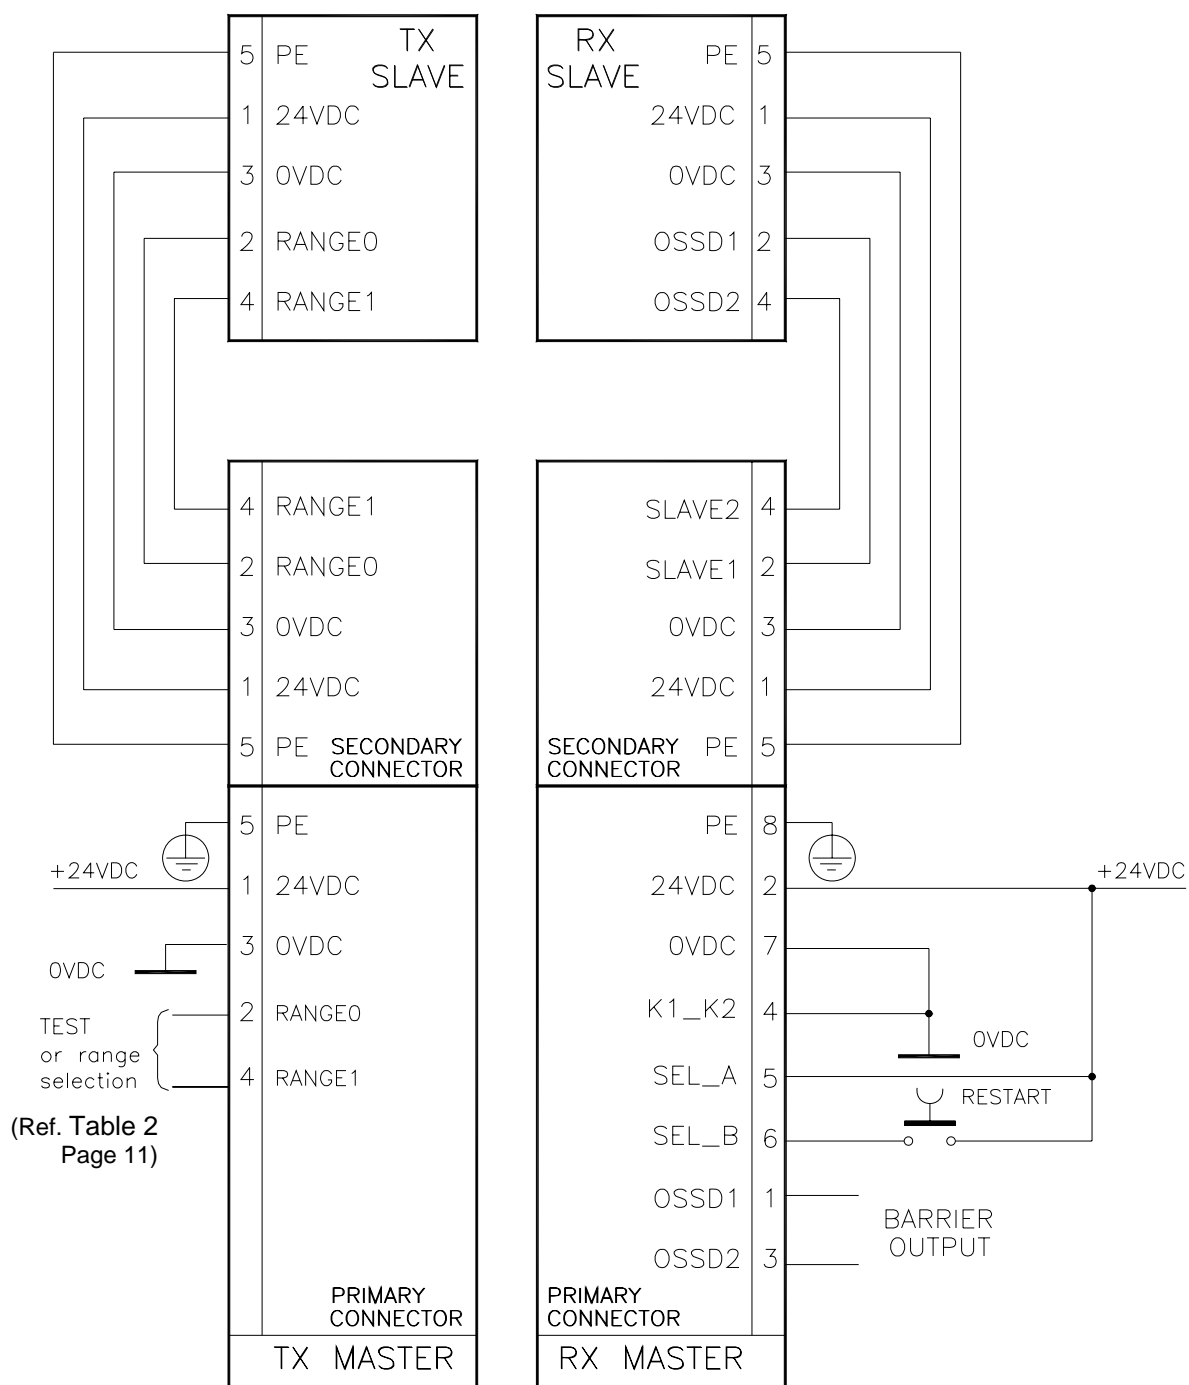 TX
SLAVE
5 PE
1 24VDC
3 0VDC
2 RANGE0
4 RANGE1
RX
SLAVE
PE 5
24VDC 1
0VDC 3
OSSD1 2
OSSD2 4
4 RANGE1
2 RANGE0
3 0VDC
1 24VDC
5 PE
SECONDARY
CONNECTOR
SLAVE2 4
SLAVE1 2
0VDC 3
24VDC 1
PE 5
SECONDARY
CONNECTOR
5 PE
+24VDC
1 24VDC
3 0VDC
0VDC
2 RANGE0
4 RANGE1
TEST
or range
selection
(Ref. Table 2
Page 11)
PRIMARY
CONNECTOR
TX MASTER
PE 8
24VDC 2
+24VDC
0VDC 7
K1_K2 4
0VDC
SEL_A 5
RESTART
SEL_B 6
OSSD1 1
OSSD2 3
BARRIER
OUTPUT
PRIMARY
CONNECTOR
RX MASTER